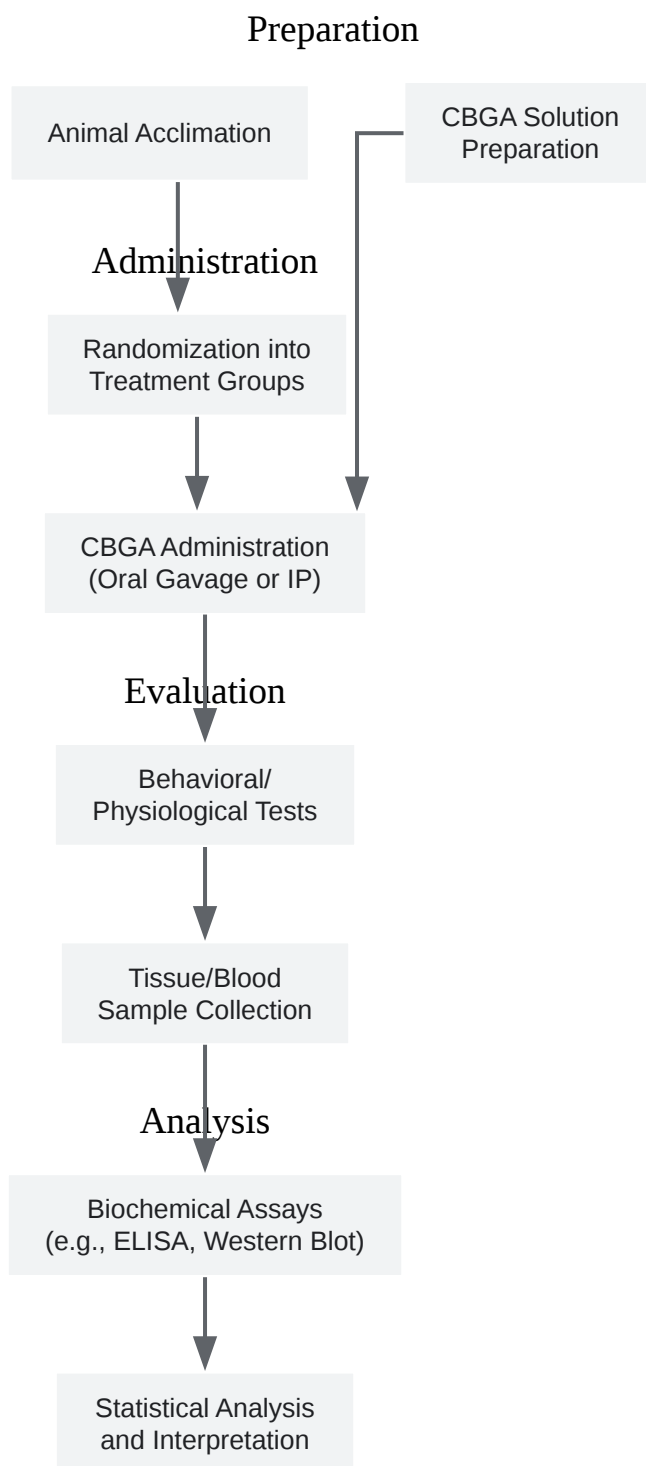 Preparation
Animal Acclimation
CBGA Solution
Preparation
Administration
Randomization into
Treatment Groups
CBGA Administration
(Oral Gavage or IP)
Evaluation
Behavioral/
Physiological Tests
Tissue/Blood
Sample Collection
Analysis
Biochemical Assays
(e.g., ELISA, Western Blot)
Statistical Analysis
and Interpretation